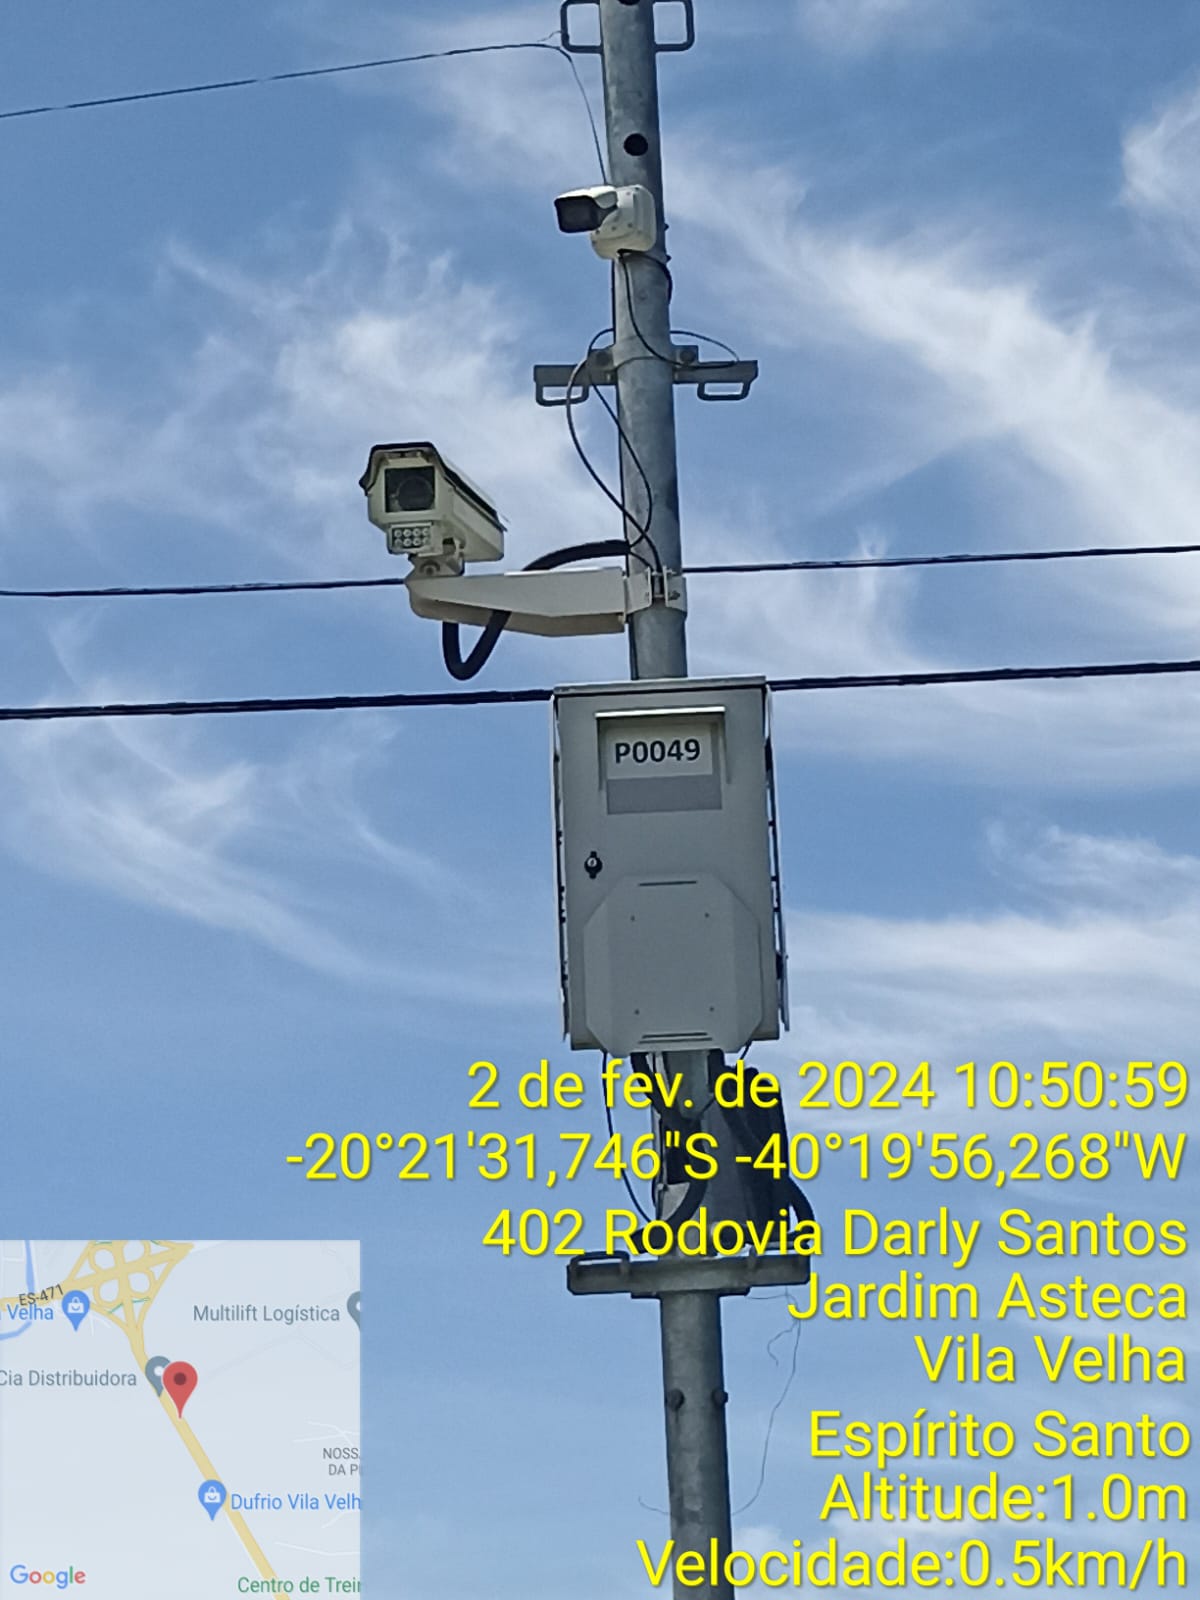 P0049
2 de fev. de 2024 10:50:59
-20°21'31,746"S -40°19'56,268"W
402 Rodovia Darly Santos
Jardim Asteca
Vila Velha
Espírito Santo
Altitude:1.0m
Velocidade:0.5km/h
ES-471
Velha
Multilift Logística
Cia Distribuidora
NOSS
DA P
Dufrio Vila Velh
Google
Centro de Trei